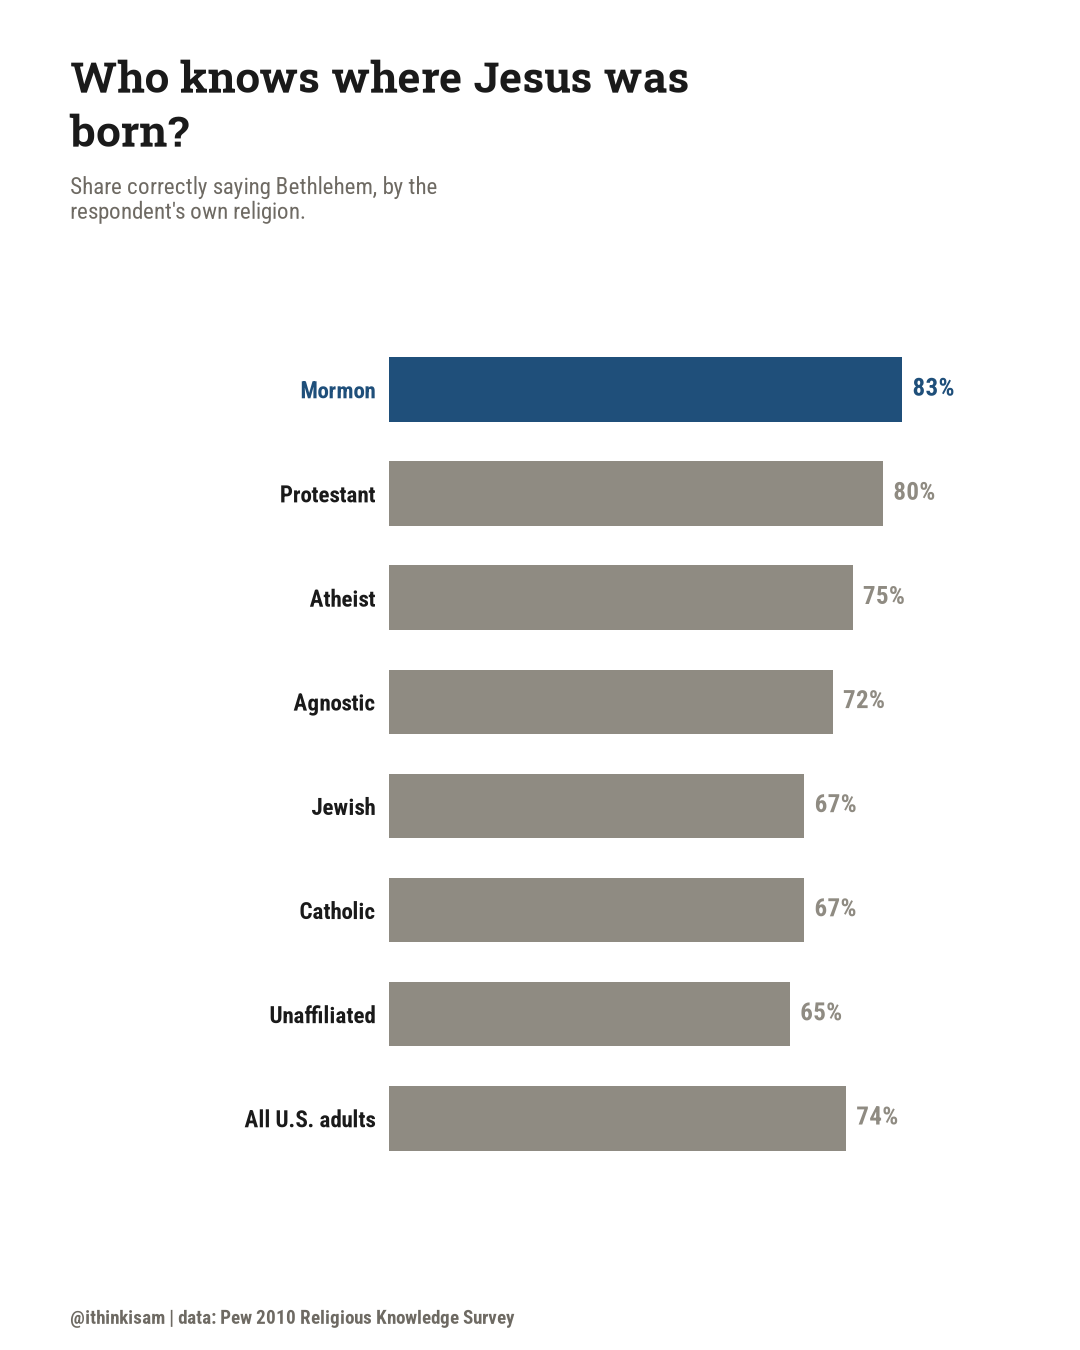 Who knows where Jesus was
born?
Share correctly saying Bethlehem, by the
respondent's own religion.
Mormon 83%
Protestant 80%
Atheist 75%
Agnostic 72%
Jewish 67%
Catholic 67%
Unaffiliated 65%
All U.S. adults 74%
@ithinkisam | data: Pew 2010 Religious Knowledge Survey